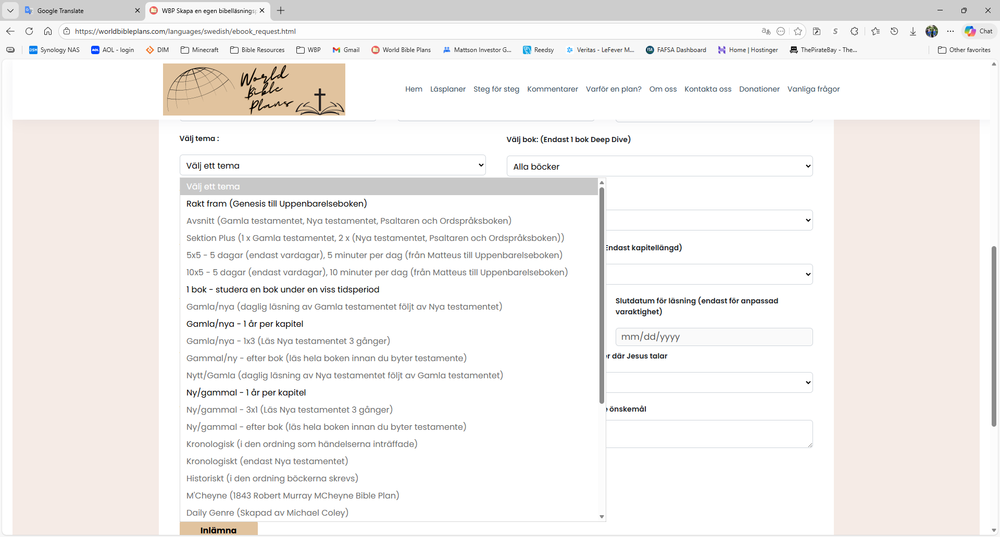 Google Translate
WBP Skapa en egen bibelläsningsp
https://worldbibleplans.com/languages/swedish/ebook_request.html
Chat
Synology NAS
AOL - login
DIM
Minecraft
Bible Resources
WBP
Gmail
World Bible Plans
Mattson Investor G...
Reedsy
Veritas - LeFever M...
FAFSA Dashboard
Home | Hostinger
ThePirateBay - The...
Other favorites
World
Bible
Plans
Hem
Läsplaner
Steg för steg
Kommentarer
Varför en plan?
Om oss
Kontakta oss
Donationer
Vanliga frågor
Välj tema :
Välj bok: (Endast 1 bok Deep Dive)
Välj ett tema
Alla böcker
Välj ett tema
Rakt fram (Genesis till Uppenbarelseboken)
Avsnitt (Gamla testamentet, Nya testamentet, Psaltaren och Ordspråksboken)
Sektion Plus (1 x Gamla testamentet, 2 x (Nya testamentet, Psaltaren och Ordspråksboken))
5x5 - 5 dagar (endast vardagar), 5 minuter per dag (från Matteus till Uppenbarelseboken)
10x5 - 5 dagar (endast vardagar), 10 minuter per dag (från Matteus till Uppenbarelseboken)
1 bok - studera en bok under en viss tidsperiod
Gamla/nya (daglig läsning av Gamla testamentet följt av Nya testamentet)
Gamla/nya - 1 år per kapitel
Gamla/nya - 1x3 (Läs Nya testamentet 3 gånger)
Gammal/ny - efter bok (läs hela boken innan du byter testamente)
Nytt/Gamla (daglig läsning av Nya testamentet följt av Gamla testamentet)
Ny/gammal - 1 år per kapitel
Ny/gammal - 3x1 (Läs Nya testamentet 3 gånger)
Ny/gammal - efter bok (läs hela boken innan du byter testamente)
Kronologisk (i den ordning som händelserna inträffade)
Kronologiskt (endast Nya testamentet)
Historiskt (i den ordning böckerna skrevs)
M'Cheyne (1843 Robert Murray MCheyne Bible Plan)
Daily Genre (Skapad av Michael Coley)
Endast kapitellängd)
Slutdatum för läsning (endast för anpassad
varaktighet)
mm/dd/yyyy
er där Jesus talar
e önskemål
Inlämna